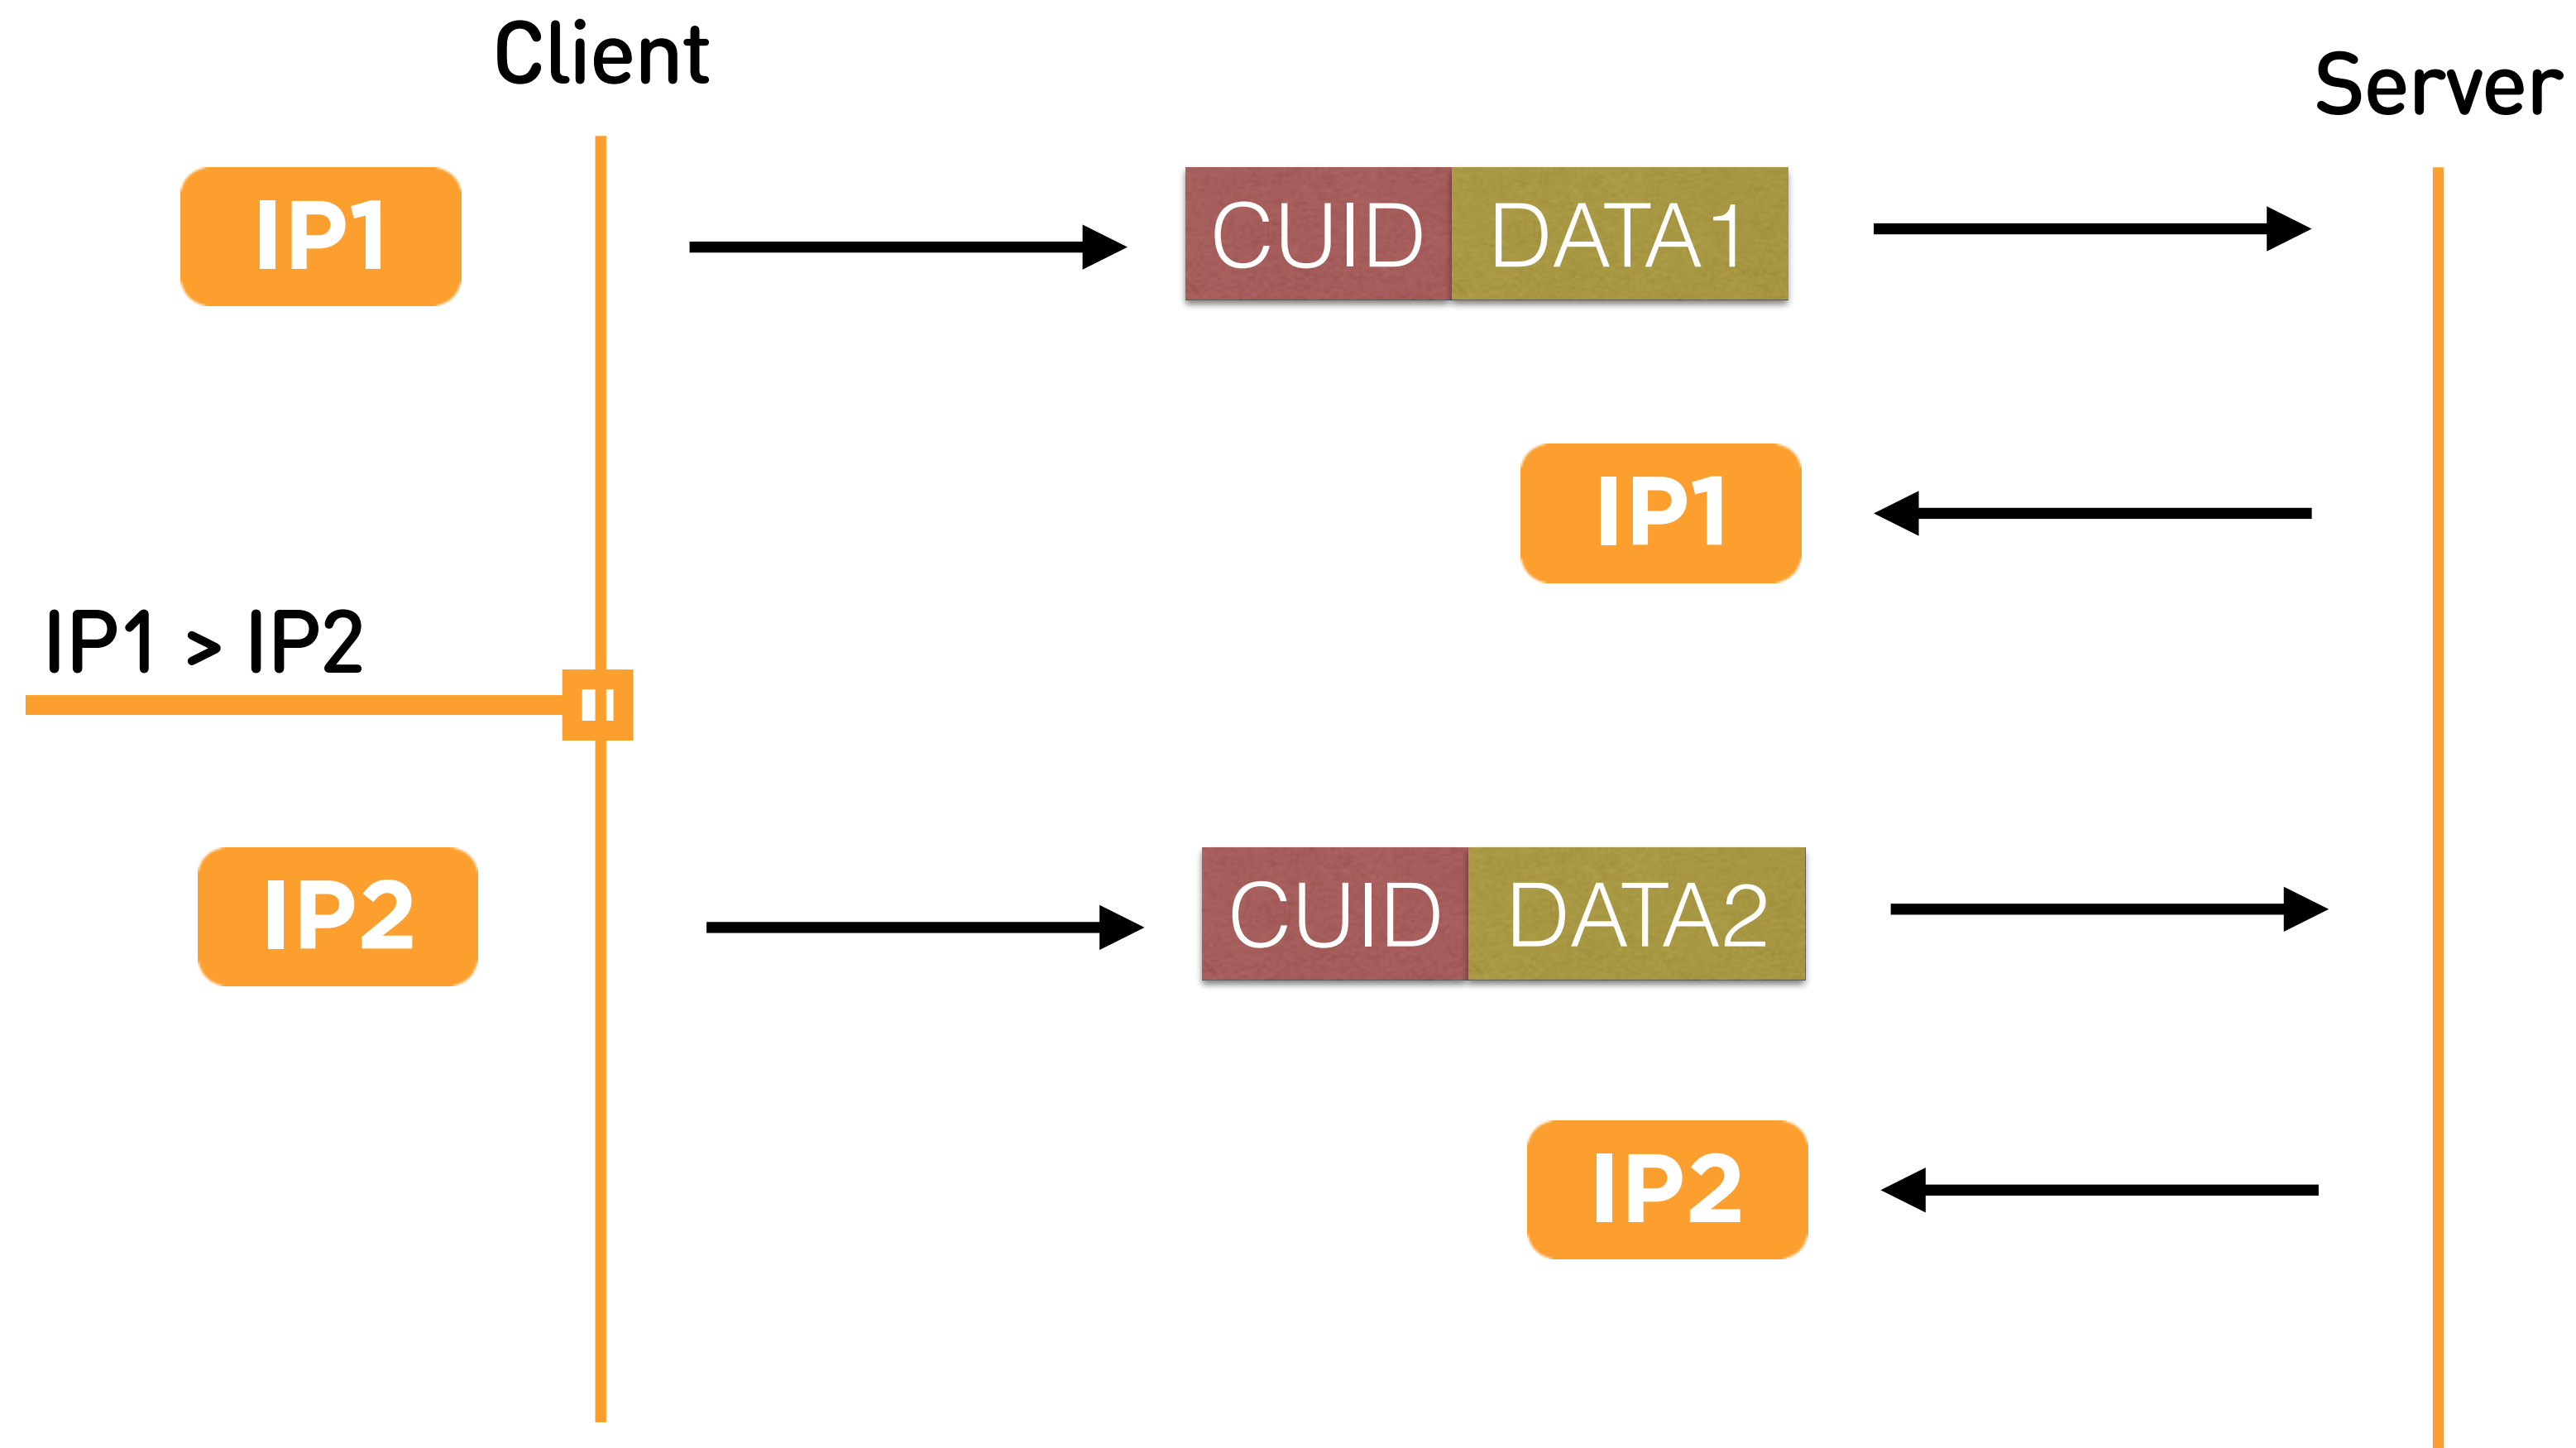 Client
Server
IP1
CUID DATA1
IP1
IP1 > IP2
IP2
CUID DATA2
IP2